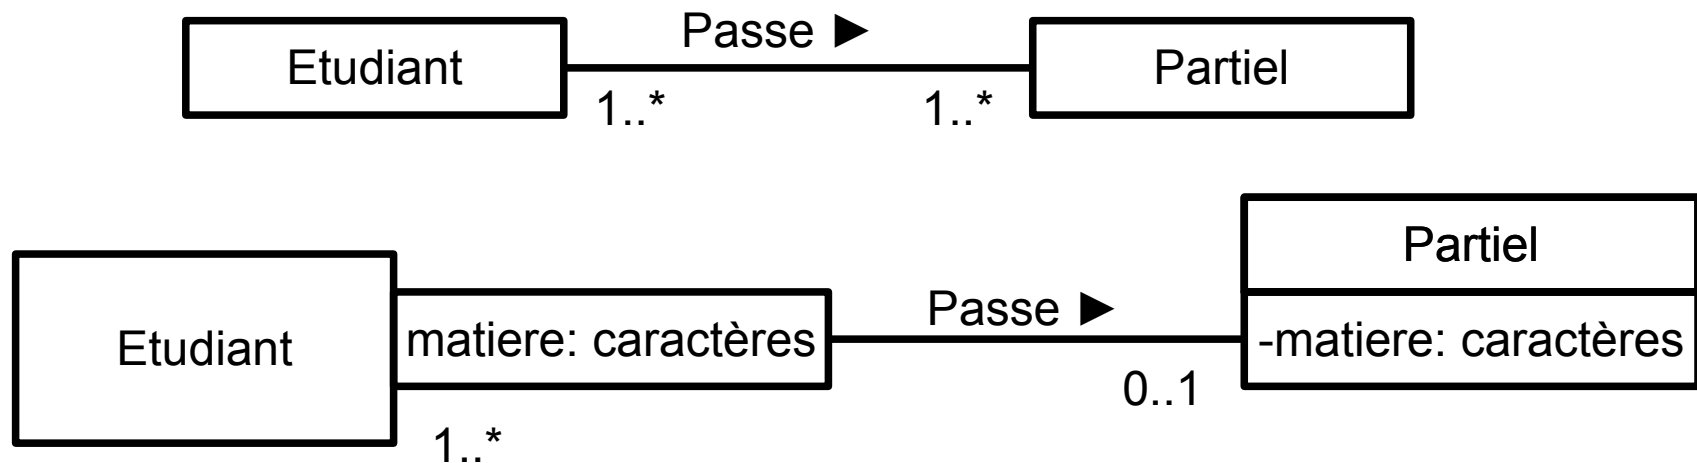 Passe ►
Etudiant
Partiel
1..*
1..*
Partiel
Passe ►
Etudiant
matiere: caractères
-matiere: caractères
0..1
1..*